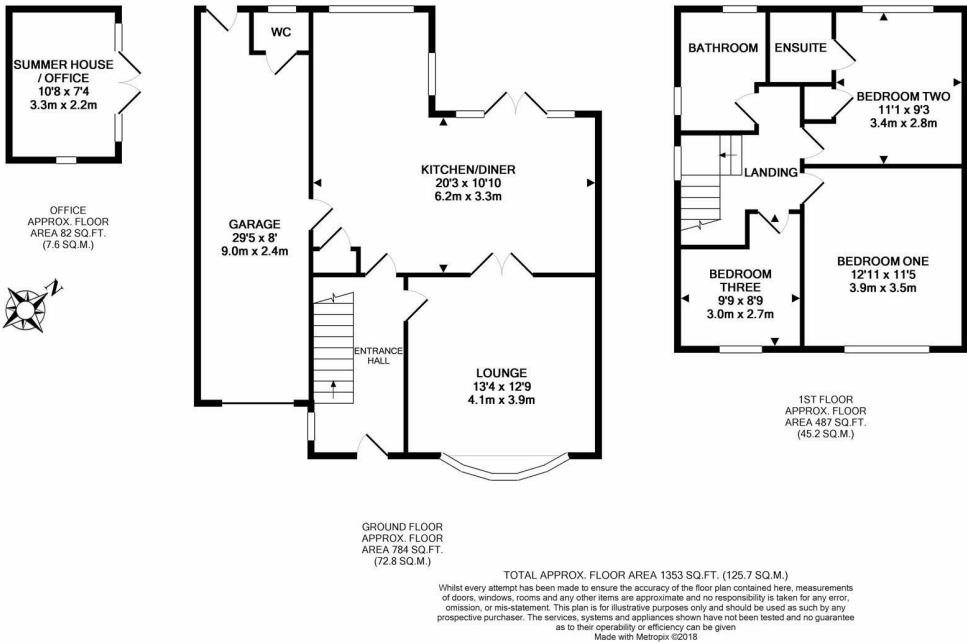 SUMMER HOUSE
/ OFFICE
10'8 x 7'4
3.3m x 2.2m
OFFICE
APPROX. FLOOR
AREA 82 SQ.FT.
(7.6 SQ.M.)
N
WC
KITCHEN/DINER
20'3 x 10'10
6.2m x 3.3m
GARAGE
29'5 x 8'
9.0m x 2.4m
ENTRANCE
HALL
LOUNGE
13'4 x 12'9
4.1m x 3.9m
GROUND FLOOR
APPROX. FLOOR
AREA 784 SQ.FT.
(72.8 SQ.M.)
BATHROOM
ENSUITE
BEDROOM TWO
11'1 x 9'3
3.4m x 2.8m
LANDING
BEDROOM ONE
12'11 x 11'5
3.9m x 3.5m
BEDROOM
THREE
9'9 x 8'9
3.0m x 2.7m
1ST FLOOR
APPROX. FLOOR
AREA 487 SQ.FT.
(45.2 SQ.M.)
TOTAL APPROX. FLOOR AREA 1353 SQ.FT. (125.7 SQ.M.)
Whilst every attempt has been made to ensure the accuracy of the floor plan contained here, measurements
of doors, windows, rooms and any other items are approximate and no responsibility is taken for any error,
omission, or mis-statement. This plan is for illustrative purposes only and should be used as such by any
prospective purchaser. The services, systems and appliances shown have not been tested and no guarantee
as to their operability or efficiency can be given
Made with Metropix ©2018